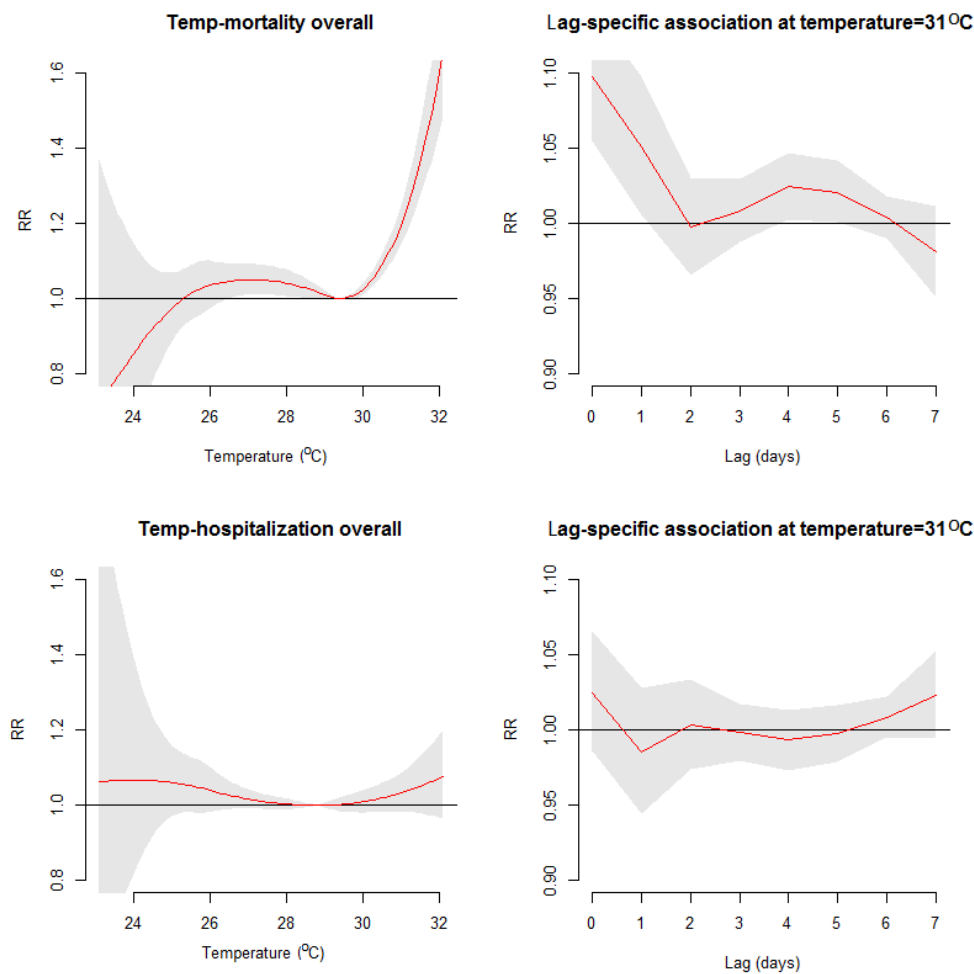 Temp-mortality overall
RR
0.8 1.0 1.2 1.4 1.6
24 26 28 30 32
Temperature (°C)
Lag-specific association at temperature=31°C
RR
0.90 0.95 1.00 1.05 1.10
0 1 2 3 4 5 6 7
Lag (days)
Temp-hospitalization overall
RR
0.8 1.0 1.2 1.4 1.6
24 26 28 30 32
Temperature (°C)
Lag-specific association at temperature=31°C
RR
0.90 0.95 1.00 1.05 1.10
0 1 2 3 4 5 6 7
Lag (days)